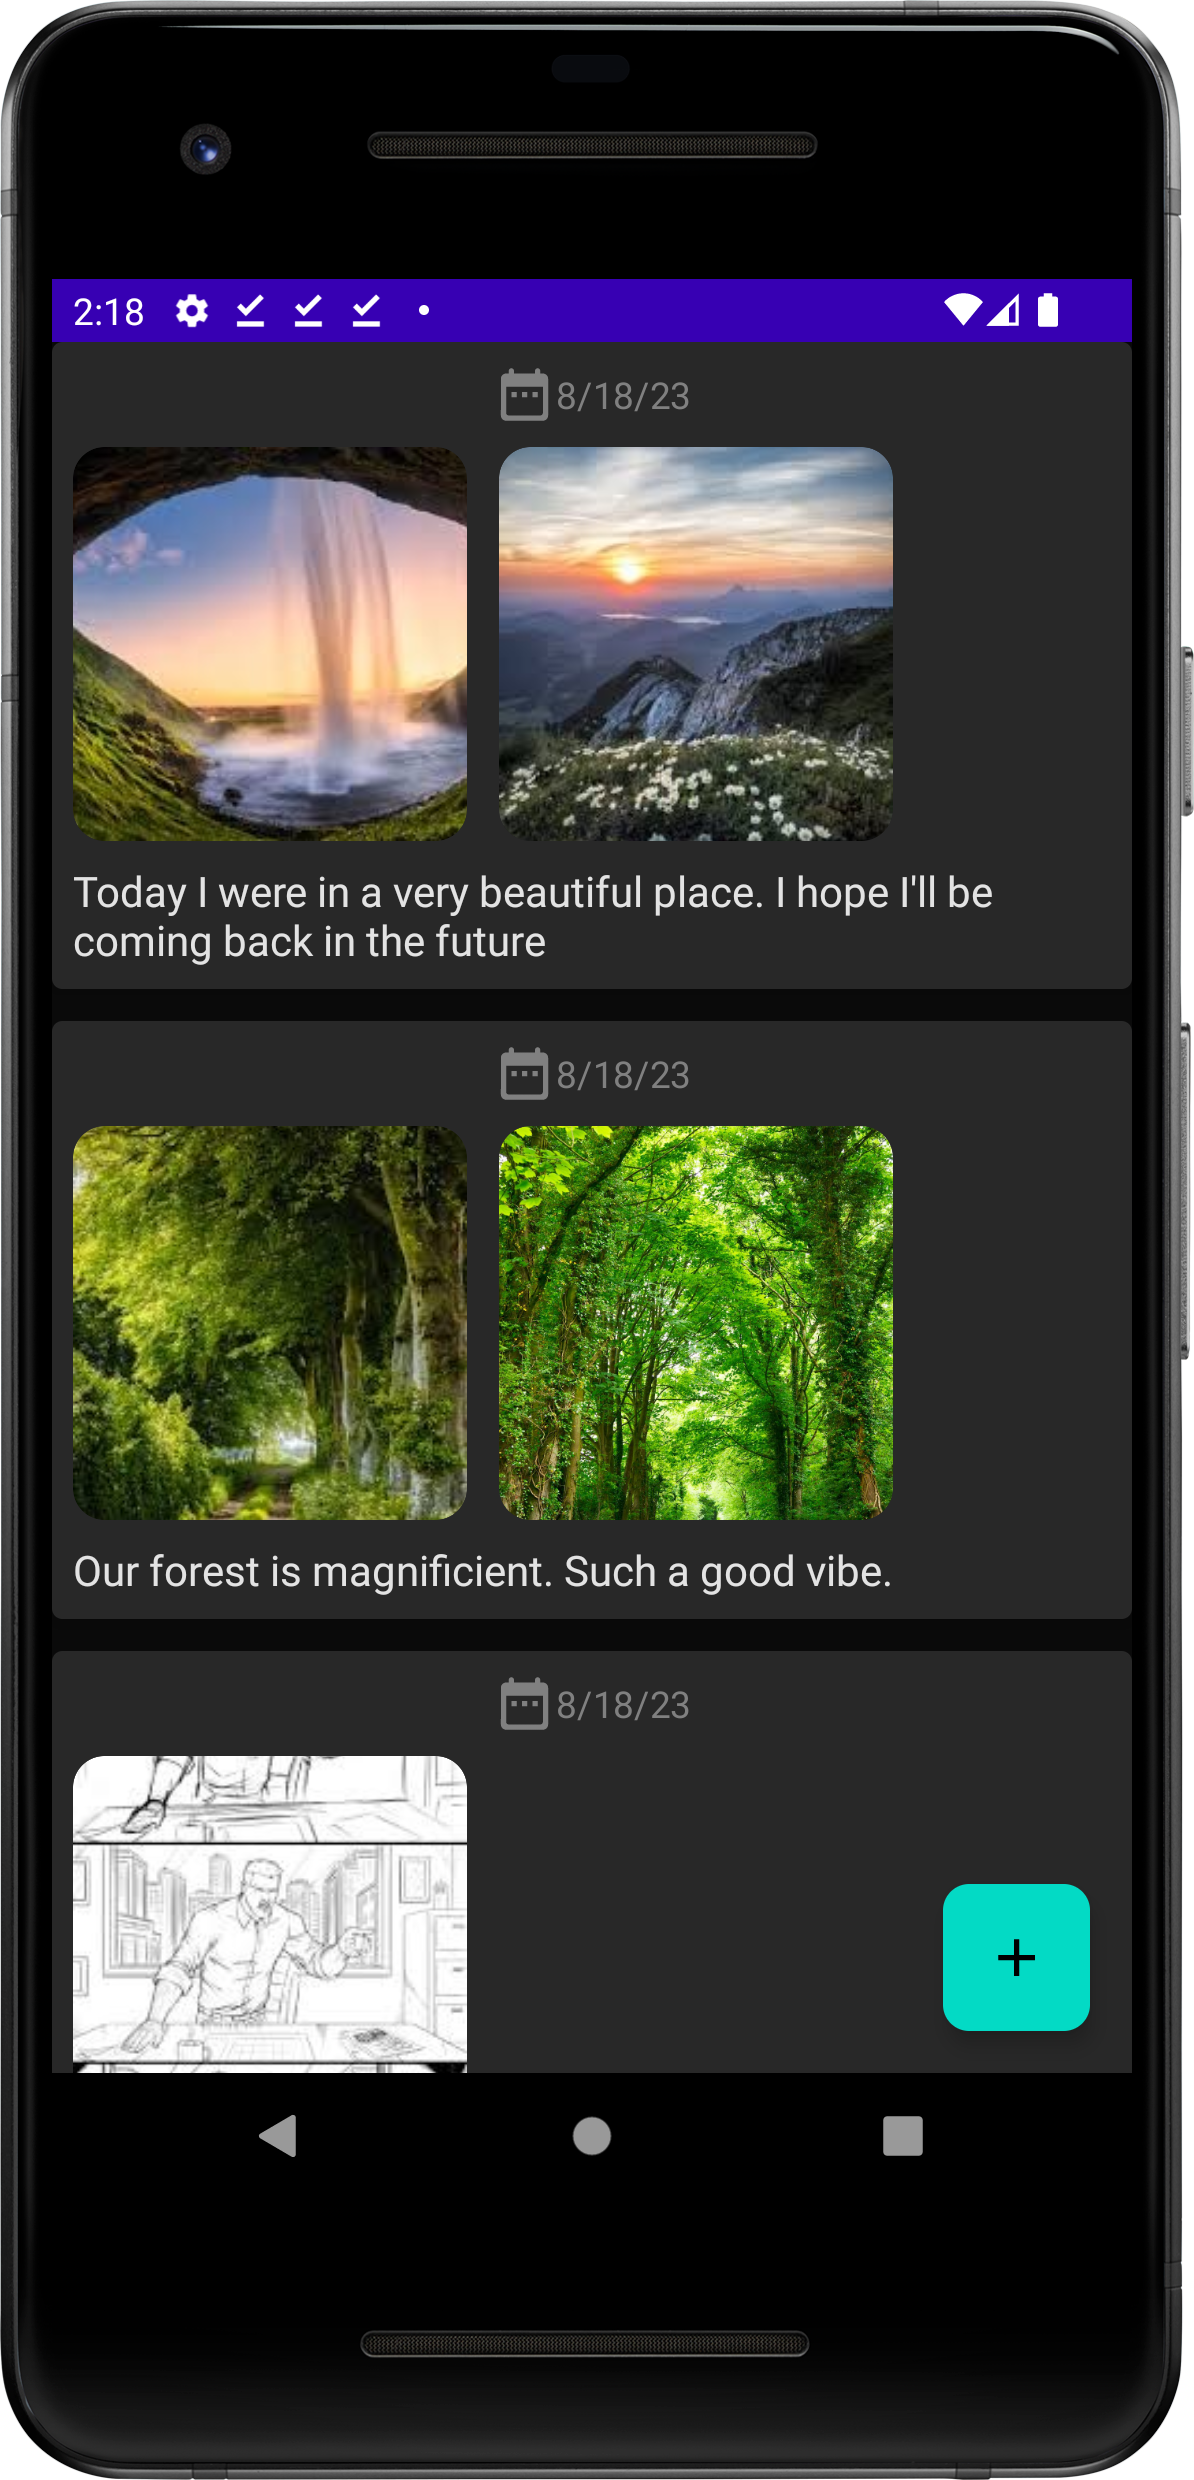 2:18
8/18/23
Today I were in a very beautiful place. I hope I'll be
coming back in the future
8/18/23
Our forest is magnificient. Such a good vibe.
8/18/23